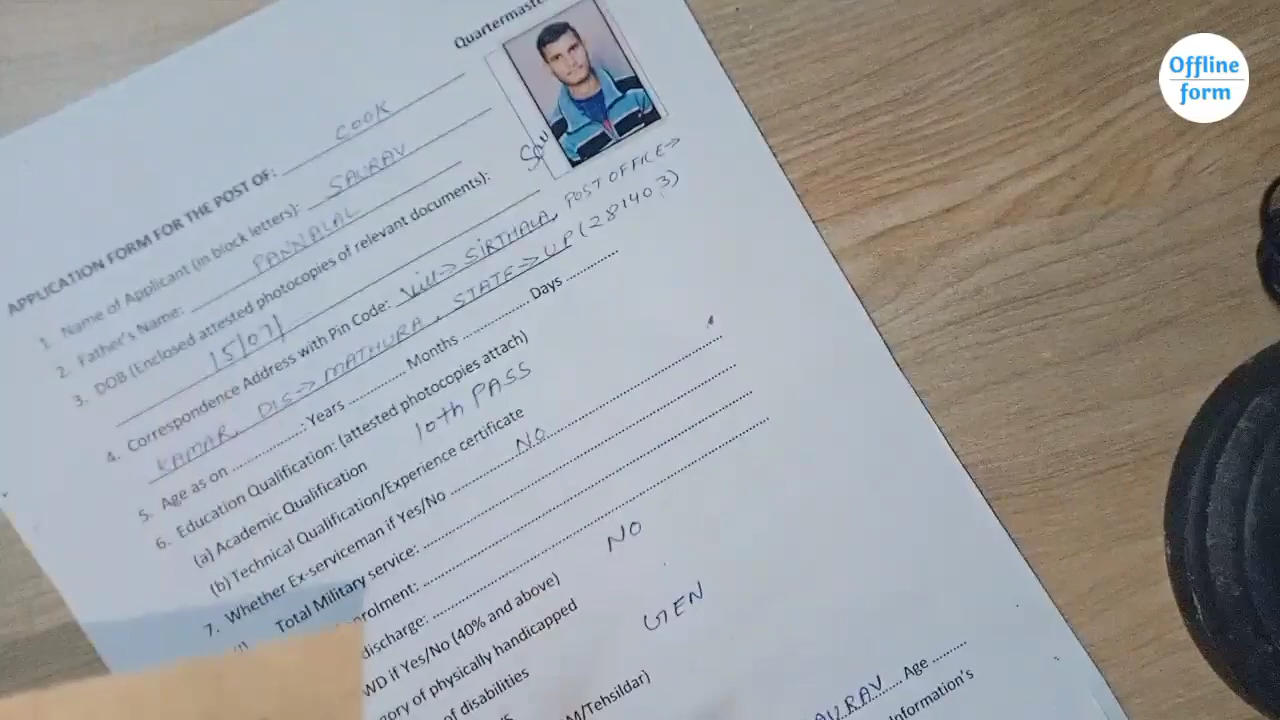 Quartermaste
Offline
form
APPLICATION FORM FOR THE POST OF: COOK
1. Name of Applicant (in block letters): SAURAV
2. Father's Name: PANNALAL
3. DOB (Enclosed attested photocopies of relevant documents):
15/07/
Sau
4. Correspondence Address with Pin Code: Vill-> SIRTHALA, POST OFFICE->
KAMAR, DIS-> MATHURA, STATE-> UP (281403)
5. Age as on ...............: Years ............ Months ............. Days .............
6. Education Qualification: (attested photocopies attach)
(a) Academic Qualification 10th PASS
(b) Technical Qualification/Experience certificate
7. Whether Ex-serviceman if Yes/No .......... NO ..........
Total Military service: ..........
nrolment: ..........
discharge: ..........
WD if Yes/No (40% and above) NO
gory of physically handicapped
of disabilities GEN
M/Tehsildar)
AURAV ...... Age .........
Information's